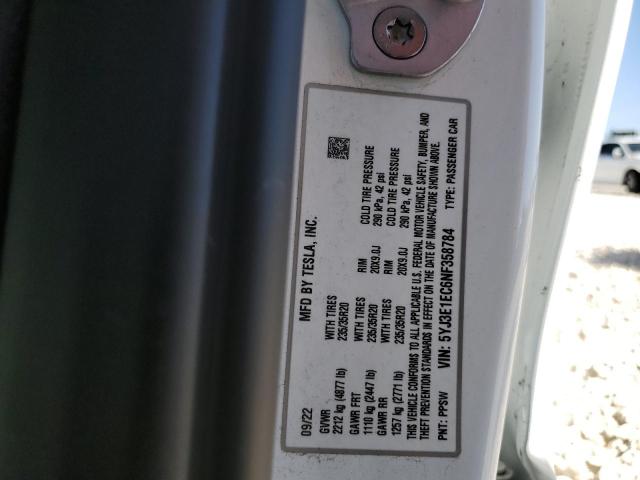 09/22 MFD BY TESLA, INC.
GVWR WITH TIRES RIM COLD TIRE PRESSURE
2212 kg (4877 lb) 235/35R20 20X9.0J 290 kPa, 42 psi
GAWR FRT WITH TIRES RIM COLD TIRE PRESSURE
1110 kg (2447 lb) 235/35R20 20X9.0J 290 kPa, 42 psi
GAWR RR WITH TIRES
1257 kg (2771 lb) 235/35R20
THIS VEHICLE CONFORMS TO ALL APPLICABLE U.S. FEDERAL MOTOR VEHICLE SAFETY, BUMPER, AND
THEFT PREVENTION STANDARDS IN EFFECT ON THE DATE OF MANUFACTURE SHOWN ABOVE.
PNT: PPSW VIN: 5YJ3E1EC6NF358784 TYPE: PASSENGER CAR